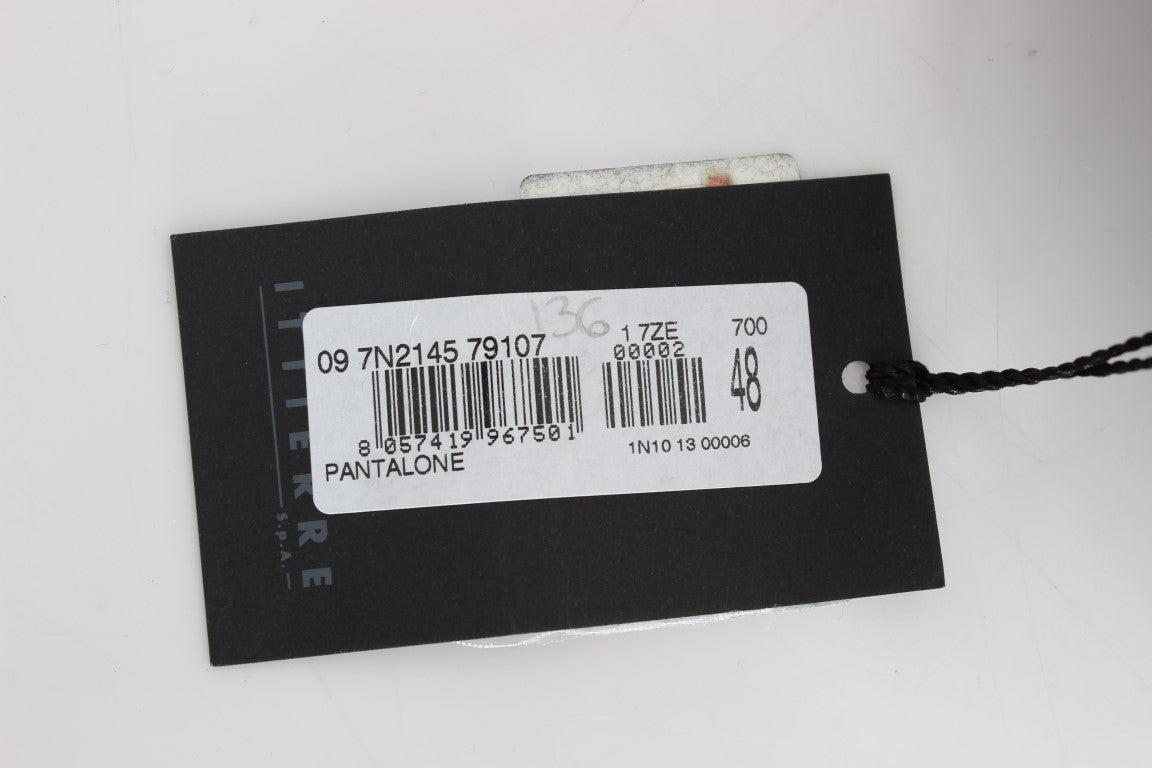 ITTIERRE
S.P.A.
136
09 7N2145 79107
1 7ZE
700
00002
48
8 057419 967501
1N10 13 00006
PANTALONE